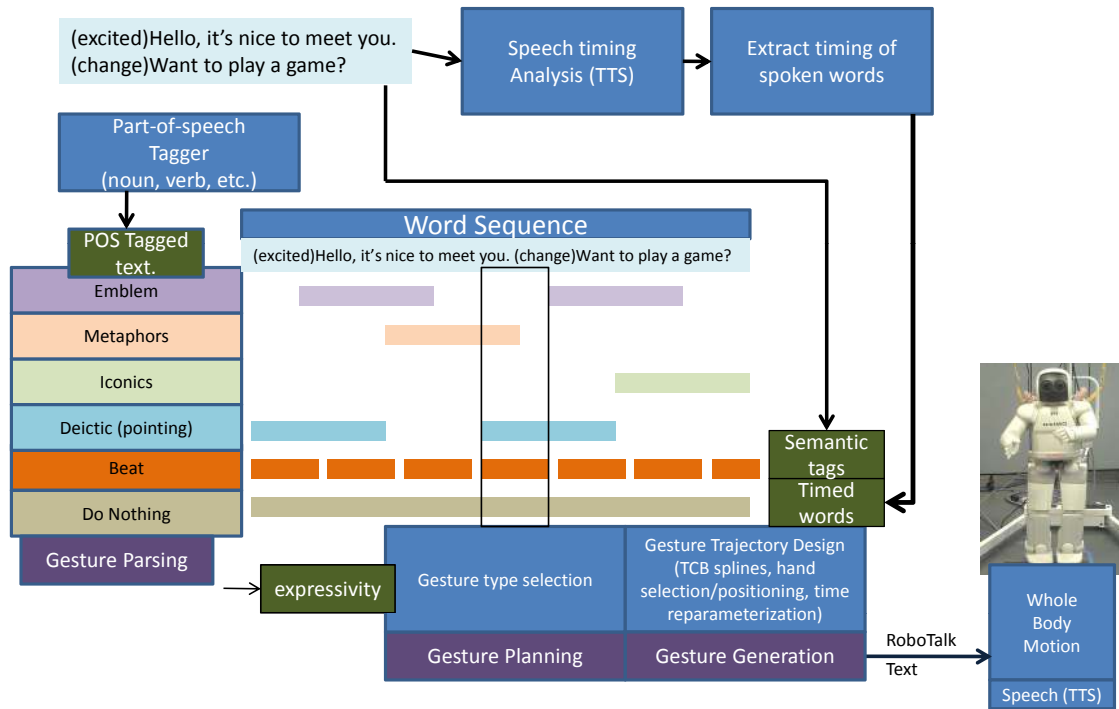 (excited)Hello, it's nice to meet you.
(change)Want to play a game?
Speech timing
Analysis (TTS)
Extract timing of
spoken words
Part-of-speech
Tagger
(noun, verb, etc.)
POS Tagged
text.
Word Sequence
(excited)Hello, it's nice to meet you. (change)Want to play a game?
Emblem
Metaphors
Iconics
Deictic (pointing)
Beat
Do Nothing
Gesture Parsing
Semantic
tags
Timed
words
expressivity
Gesture type selection
Gesture Trajectory Design
(TCB splines, hand
selection/positioning, time
reparameterization)
Gesture Planning
Gesture Generation
RoboTalk
Text
Whole
Body
Motion
Speech (TTS)